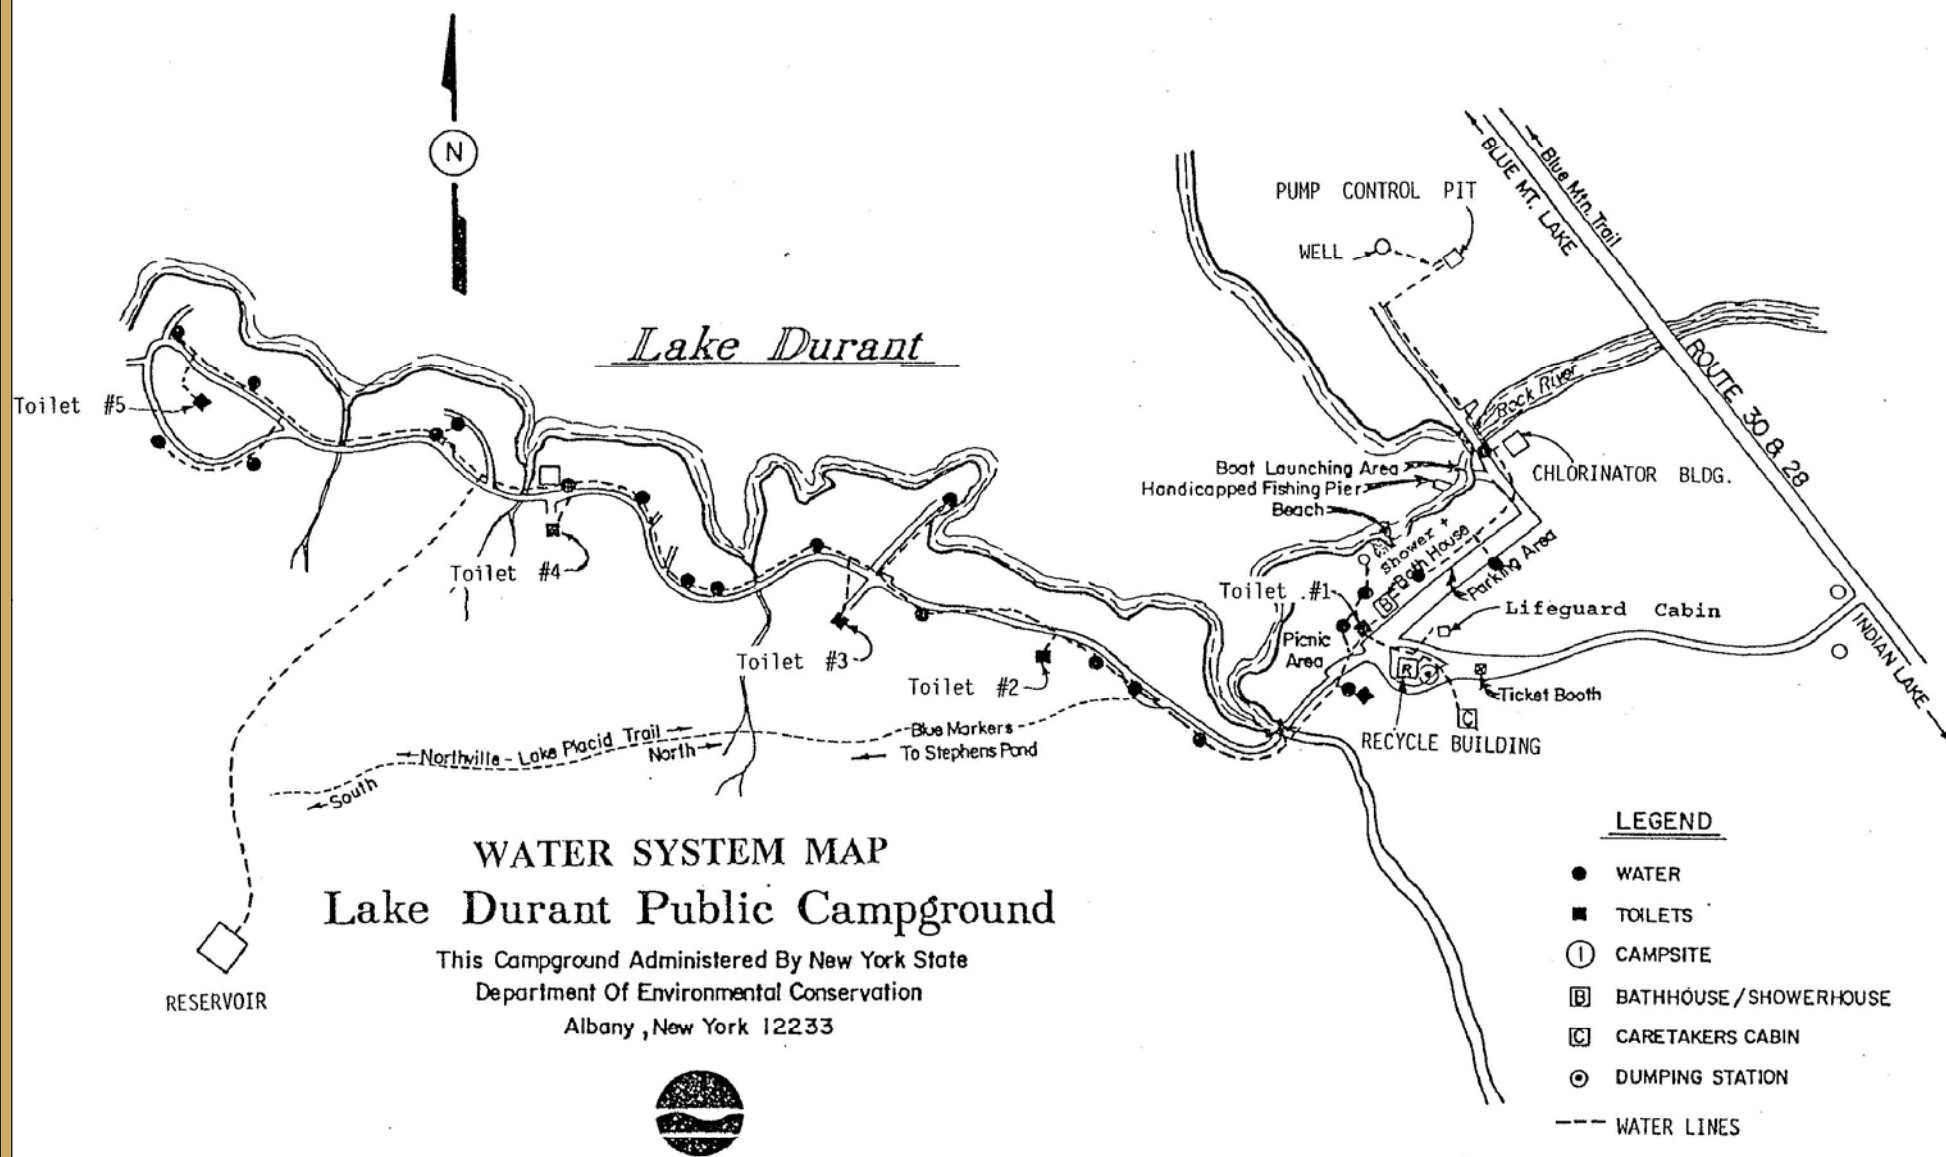 N
Lake Durant
PUMP CONTROL PIT
WELL
BLUE MT. LAKE
Blue Mtn. Trail
ROUTE 30 & 28
Rock River
CHLORINATOR BLDG.
Boat Launching Area
Handicapped Fishing Pier
Beach
Shower +
Bath House
Parking Area
Toilet #1
B
Lifeguard Cabin
Picnic
Area
R
Ticket Booth
C
RECYCLE BUILDING
INDIAN LAKE
Toilet #5
Toilet #4
Toilet #3
Toilet #2
Blue Markers
To Stephens Pond
Northville - Lake Placid Trail
North
South
RESERVOIR
WATER SYSTEM MAP
Lake Durant Public Campground
This Campground Administered By New York State
Department Of Environmental Conservation
Albany, New York 12233
LEGEND
WATER
TOILETS
1 CAMPSITE
B BATHHOUSE/SHOWERHOUSE
C CARETAKERS CABIN
DUMPING STATION
WATER LINES